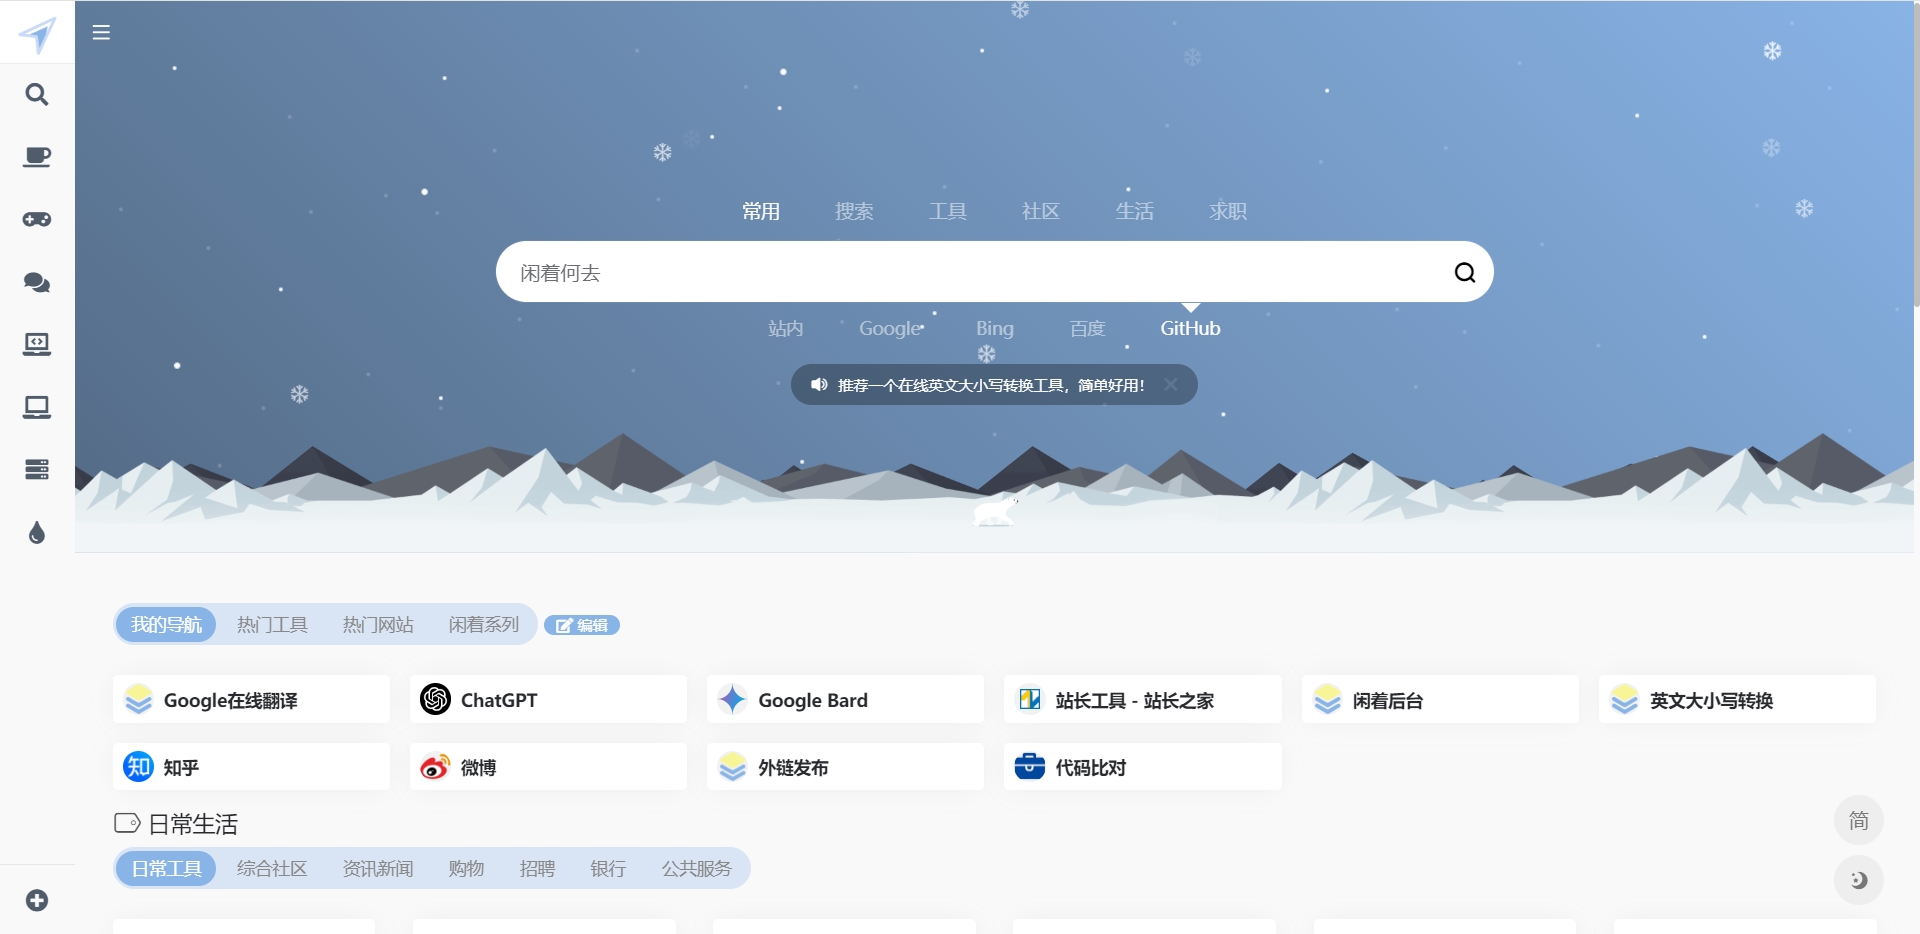 常用 搜索 工具 社区 生活 求职
闲着何去
站内 Google Bing 百度 GitHub
推荐一个在线英文大小写转换工具，简单好用！
我的导航 热门工具 热门网站 闲着系列 编辑
Google在线翻译 ChatGPT Google Bard 站长工具 - 站长之家 闲着后台 英文大小写转换
知 知乎 微博 外链发布 代码比对
日常生活
简
日常工具 综合社区 资讯新闻 购物 招聘 银行 公共服务